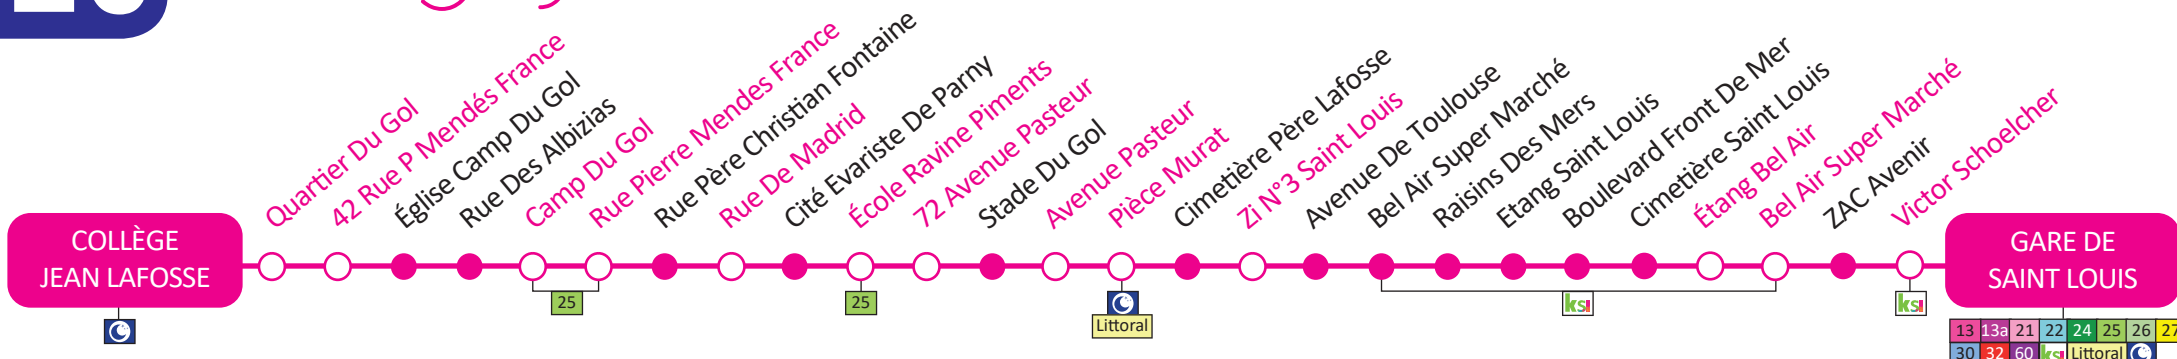 COLLÈGE
JEAN LAFOSSE
Quartier Du Gol
42 Rue P Mendés France
Église Camp Du Gol
Rue Des Albizias
Camp Du Gol
Rue Pierre Mendes France
Rue Père Christian Fontaine
Rue De Madrid
Cité Evariste De Parny
École Ravine Piments
72 Avenue Pasteur
Stade Du Gol
Avenue Pasteur
Pièce Murat
Cimetière Père Lafosse
Zi N°3 Saint Louis
Avenue De Toulouse
Bel Air Super Marché
Raisins Des Mers
Etang Saint Louis
Boulevard Front De Mer
Cimetière Saint Louis
Étang Bel Air
Bel Air Super Marché
ZAC Avenir
Victor Schoelcher
GARE DE
SAINT LOUIS
25
25
Littoral
ksi
ksi
13 13a 21 22 24 25 26 27
30 32 60 ksi Littoral